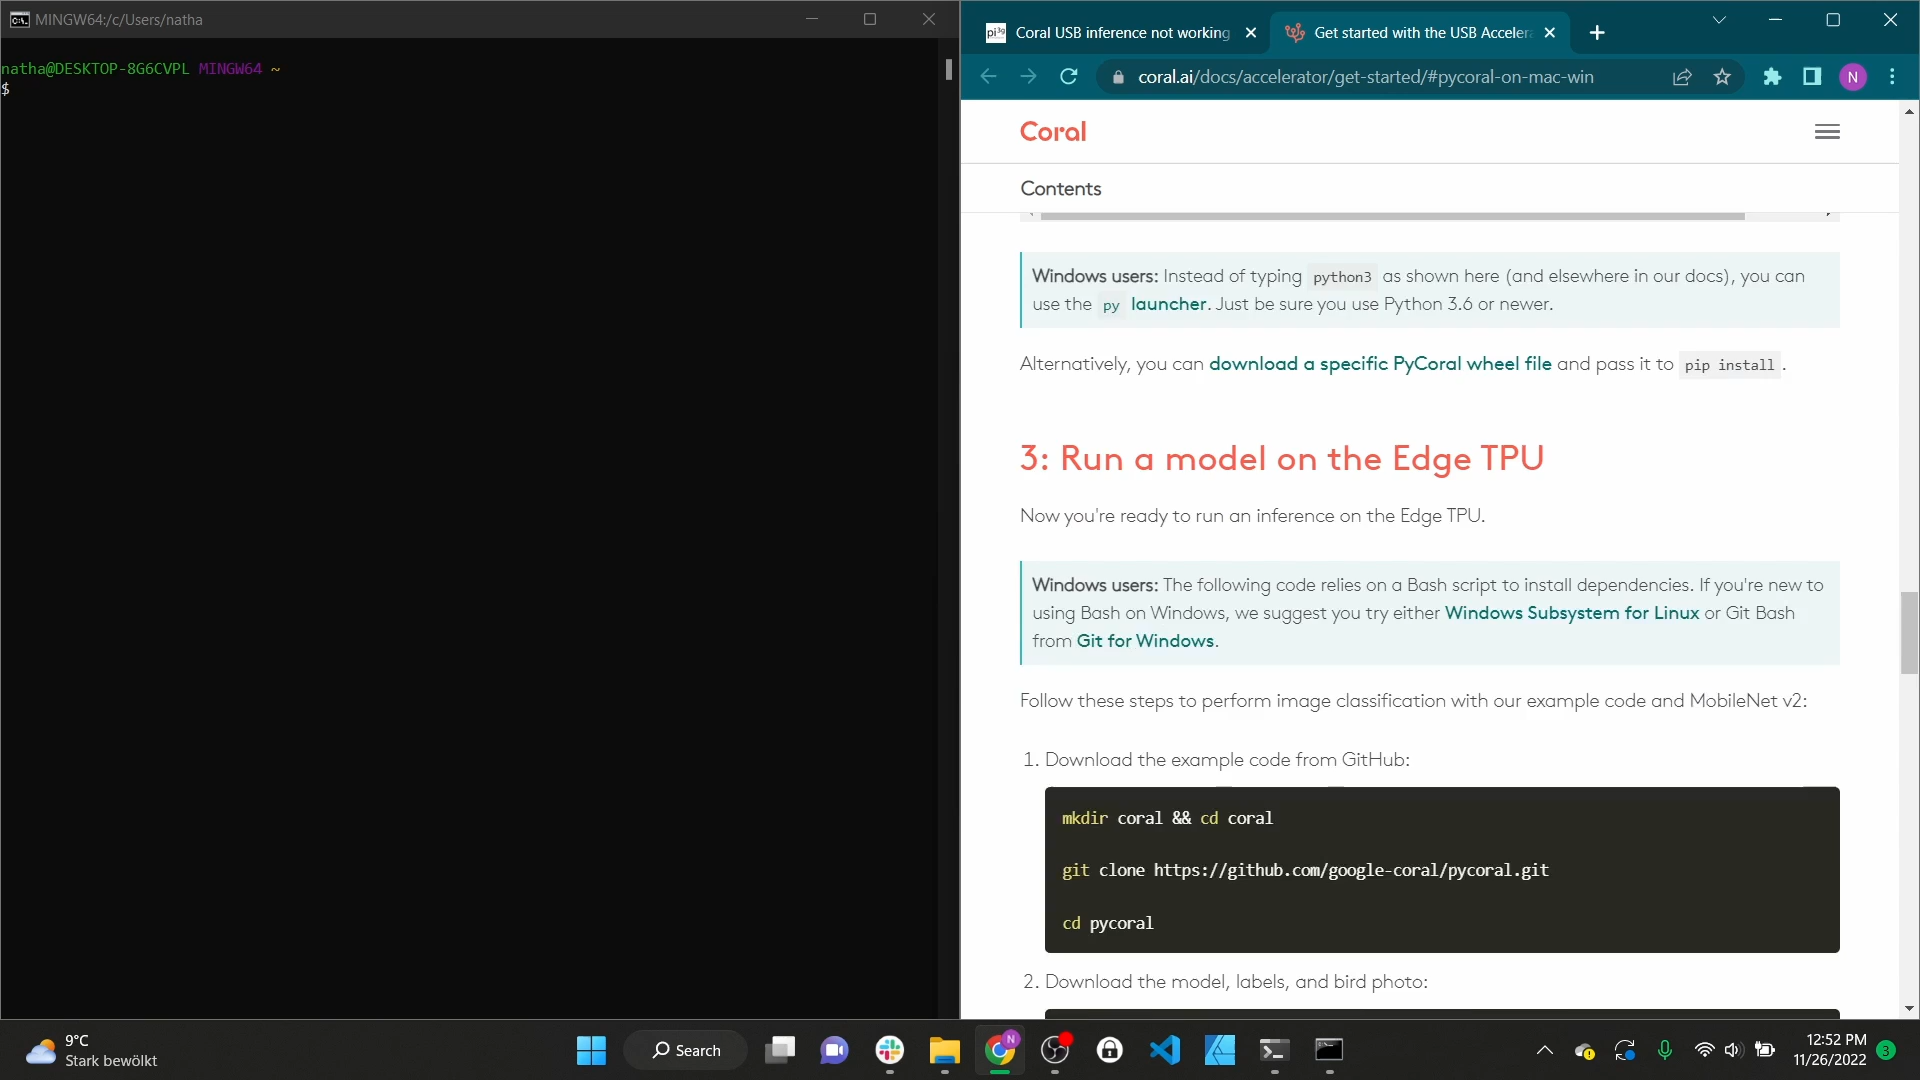 MINGW64:/c/Users/natha
natha@DESKTOP-8G6CVPL MINGW64 ~
$
Coral USB inference not working
Get started with the USB Acceler
coral.ai/docs/accelerator/get-started/#pycoral-on-mac-win
N
Coral
Contents
Windows users: Instead of typing python3 as shown here (and elsewhere in our docs), you can
use the py launcher. Just be sure you use Python 3.6 or newer.
Alternatively, you can download a specific PyCoral wheel file and pass it to pip install.
3: Run a model on the Edge TPU
Now you're ready to run an inference on the Edge TPU.
Windows users: The following code relies on a Bash script to install dependencies. If you're new to
using Bash on Windows, we suggest you try either Windows Subsystem for Linux or Git Bash
from Git for Windows.
Follow these steps to perform image classification with our example code and MobileNet v2:
1. Download the example code from GitHub:
mkdir coral && cd coral
git clone https://github.com/google-coral/pycoral.git
cd pycoral
2. Download the model, labels, and bird photo:
9°C
Stark bewölkt
Search
N
12:52 PM
11/26/2022
3